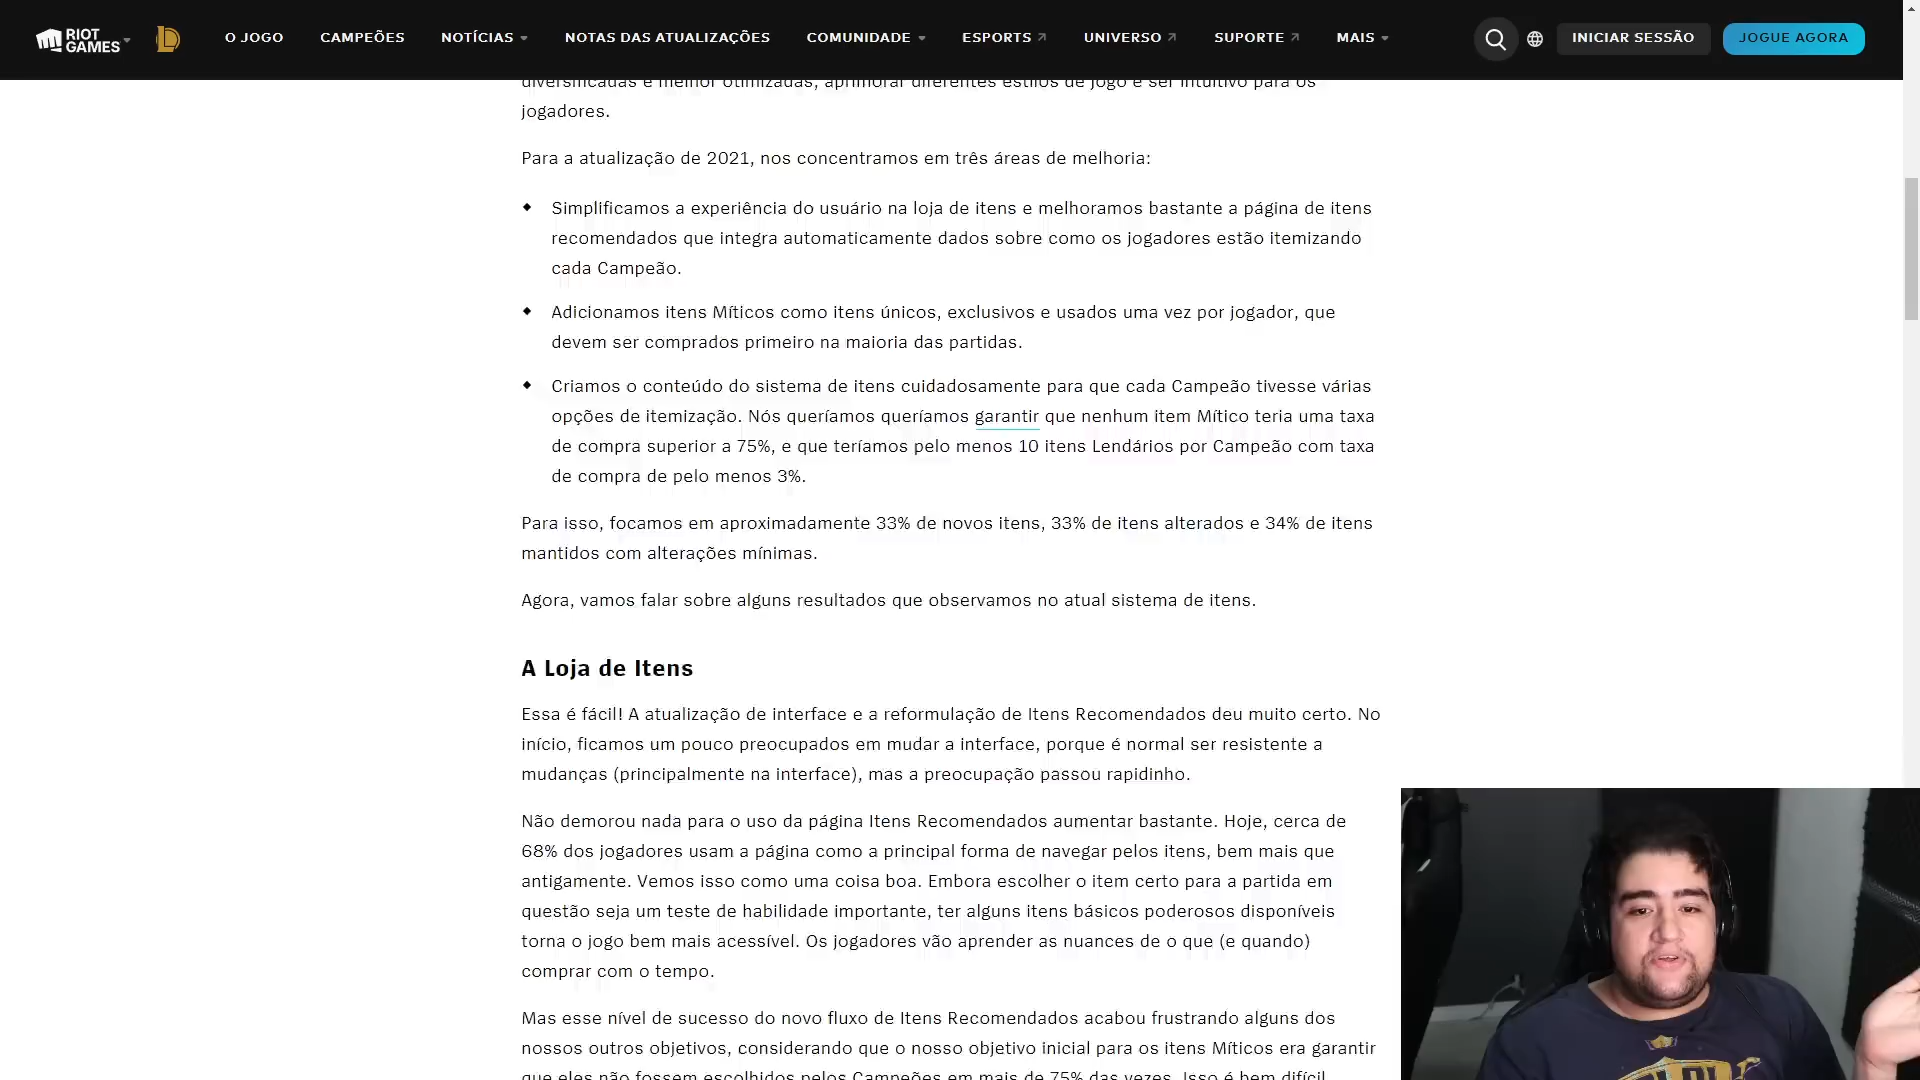 RIOT GAMES
O JOGO CAMPEÕES NOTÍCIAS NOTAS DAS ATUALIZAÇÕES COMUNIDADE ESPORTS UNIVERSO SUPORTE MAIS INICIAR SESSÃO JOGUE AGORA
diversificadas e melhor otimizadas, aprimorar diferentes estilos de jogo e ser intuitivo para os
jogadores.
Para a atualização de 2021, nos concentramos em três áreas de melhoria:
Simplificamos a experiência do usuário na loja de itens e melhoramos bastante a página de itens
recomendados que integra automaticamente dados sobre como os jogadores estão itemizando
cada Campeão.
Adicionamos itens Míticos como itens únicos, exclusivos e usados uma vez por jogador, que
devem ser comprados primeiro na maioria das partidas.
Criamos o conteúdo do sistema de itens cuidadosamente para que cada Campeão tivesse várias
opções de itemização. Nós queríamos queríamos garantir que nenhum item Mítico teria uma taxa
de compra superior a 75%, e que teríamos pelo menos 10 itens Lendários por Campeão com taxa
de compra de pelo menos 3%.
Para isso, focamos em aproximadamente 33% de novos itens, 33% de itens alterados e 34% de itens
mantidos com alterações mínimas.
Agora, vamos falar sobre alguns resultados que observamos no atual sistema de itens.
A Loja de Itens
Essa é fácil! A atualização de interface e a reformulação de Itens Recomendados deu muito certo. No
início, ficamos um pouco preocupados em mudar a interface, porque é normal ser resistente a
mudanças (principalmente na interface), mas a preocupação passou rapidinho.
Não demorou nada para o uso da página Itens Recomendados aumentar bastante. Hoje, cerca de
68% dos jogadores usam a página como a principal forma de navegar pelos itens, bem mais que
antigamente. Vemos isso como uma coisa boa. Embora escolher o item certo para a partida em
questão seja um teste de habilidade importante, ter alguns itens básicos poderosos disponíveis
torna o jogo bem mais acessível. Os jogadores vão aprender as nuances de o que (e quando)
comprar com o tempo.
Mas esse nível de sucesso do novo fluxo de Itens Recomendados acabou frustrando alguns dos
nossos outros objetivos, considerando que o nosso objetivo inicial para os itens Míticos era garantir
que eles não fossem escolhidos pelos Campeões em mais de 75% das vezes. Isso é bem difícil